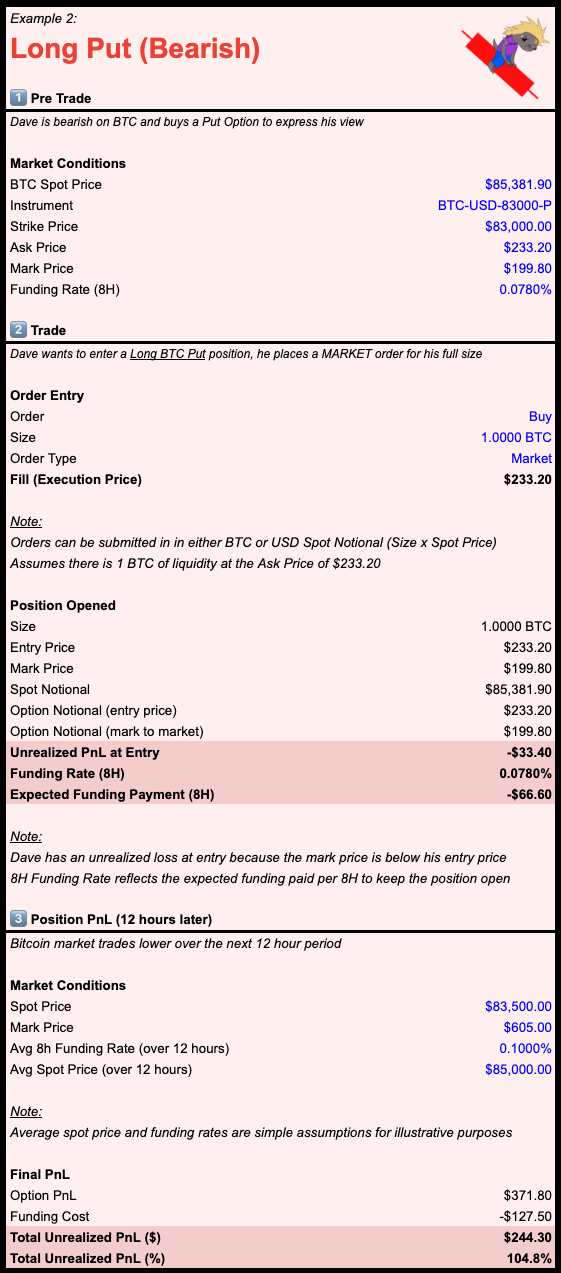 Example 2:
Long Put (Bearish)
1 Pre Trade
Dave is bearish on BTC and buys a Put Option to express his view
Market Conditions
BTC Spot Price $85,381.90
Instrument BTC-USD-83000-P
Strike Price $83,000.00
Ask Price $233.20
Mark Price $199.80
Funding Rate (8H) 0.0780%
2 Trade
Dave wants to enter a Long BTC Put position, he places a MARKET order for his full size
Order Entry
Order Buy
Size 1.0000 BTC
Order Type Market
Fill (Execution Price) $233.20
Note:
Orders can be submitted in in either BTC or USD Spot Notional (Size x Spot Price)
Assumes there is 1 BTC of liquidity at the Ask Price of $233.20
Position Opened
Size 1.0000 BTC
Entry Price $233.20
Mark Price $199.80
Spot Notional $85,381.90
Option Notional (entry price) $233.20
Option Notional (mark to market) $199.80
Unrealized PnL at Entry -$33.40
Funding Rate (8H) 0.0780%
Expected Funding Payment (8H) -$66.60
Note:
Dave has an unrealized loss at entry because the mark price is below his entry price
8H Funding Rate reflects the expected funding paid per 8H to keep the position open
3 Position PnL (12 hours later)
Bitcoin market trades lower over the next 12 hour period
Market Conditions
Spot Price $83,500.00
Mark Price $605.00
Avg 8h Funding Rate (over 12 hours) 0.1000%
Avg Spot Price (over 12 hours) $85,000.00
Note:
Average spot price and funding rates are simple assumptions for illustrative purposes
Final PnL
Option PnL $371.80
Funding Cost -$127.50
Total Unrealized PnL ($) $244.30
Total Unrealized PnL (%) 104.8%